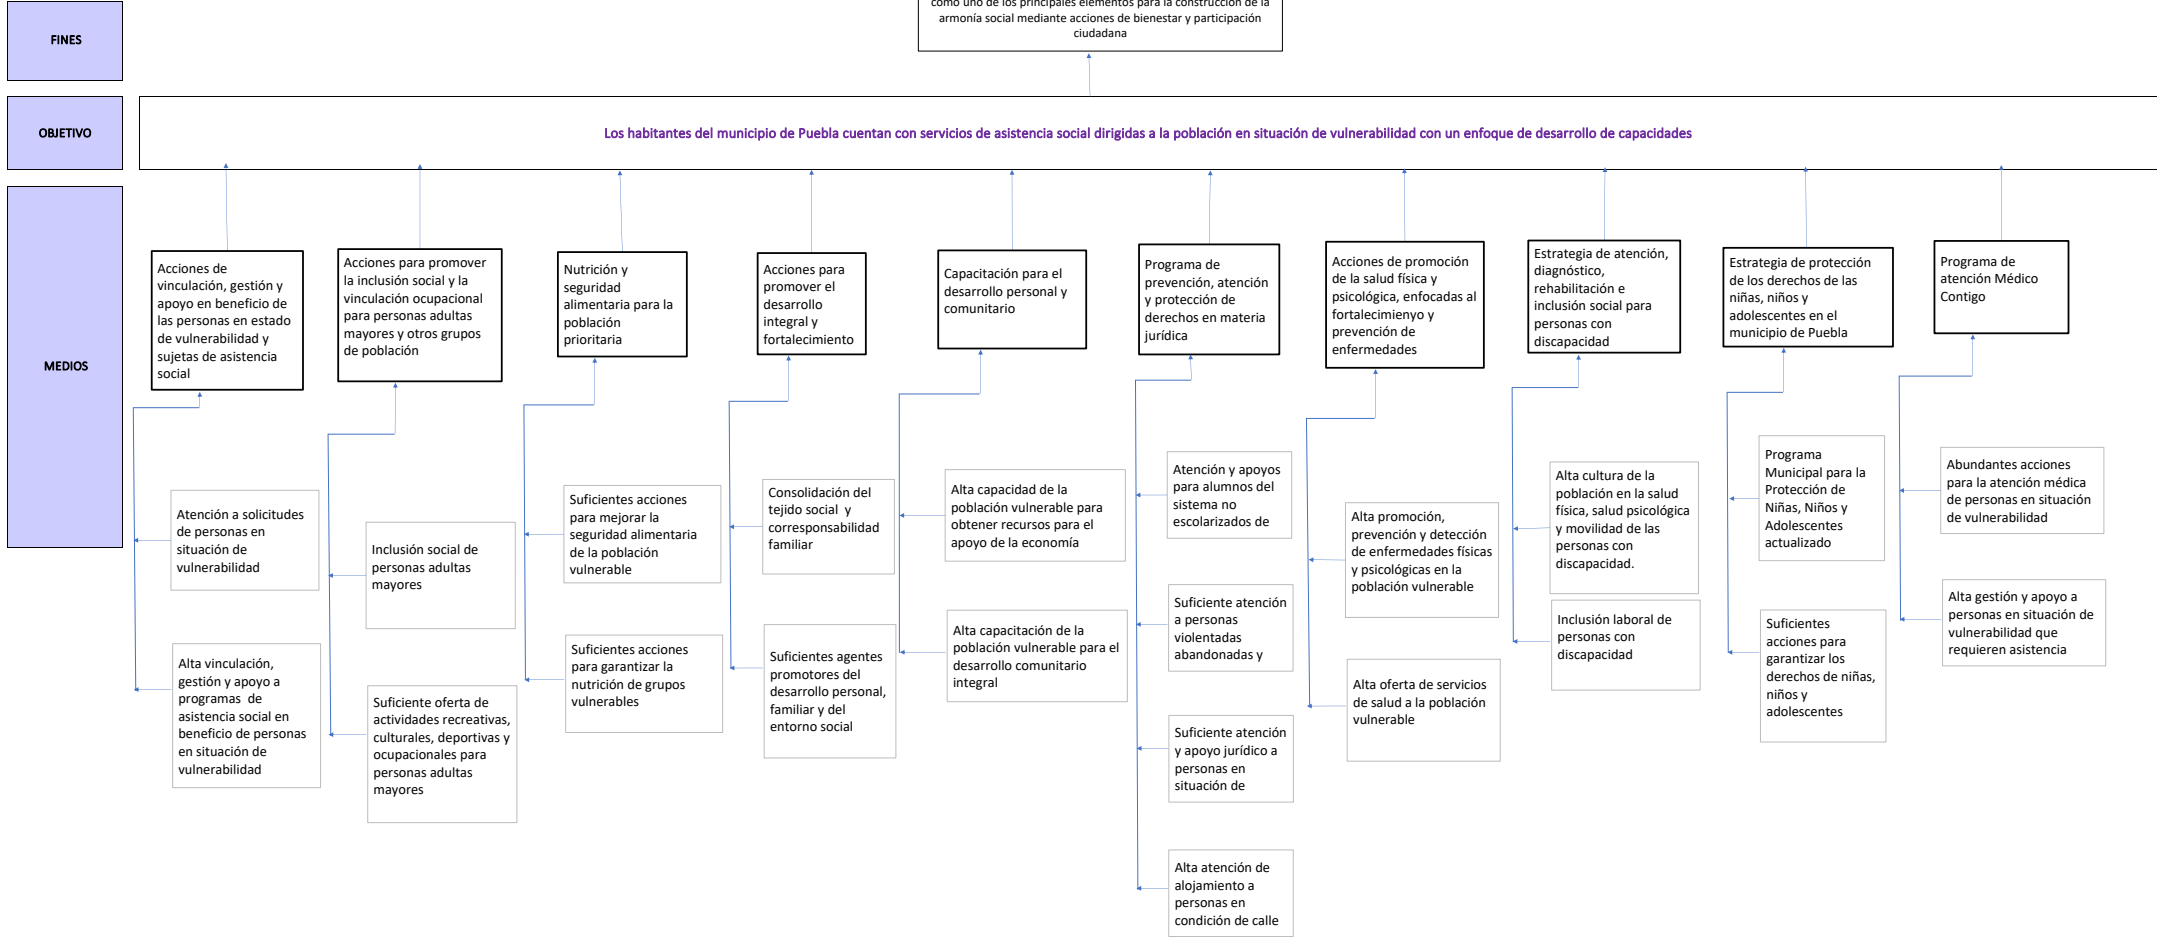 como uno de los principales elementos para la construcción de la
armonía social mediante acciones de bienestar y participación
ciudadana
FINES
OBJETIVO
Los habitantes del municipio de Puebla cuentan con servicios de asistencia social dirigidas a la población en situación de vulnerabilidad con un enfoque de desarrollo de capacidades
MEDIOS
Acciones de
vinculación, gestión y
apoyo en beneficio de
las personas en estado
de vulnerabilidad y
sujetas de asistencia
social
Acciones para promover
la inclusión social y la
vinculación ocupacional
para personas adultas
mayores y otros grupos
de población
Nutrición y
seguridad
alimentaria para la
población
prioritaria
Acciones para
promover el
desarrollo
integral y
fortalecimiento
Capacitación para el
desarrollo personal y
comunitario
Programa de
prevención, atención
y protección de
derechos en materia
jurídica
Acciones de promoción
de la salud física y
psicológica, enfocadas al
fortalecimienyo y
prevención de
enfermedades
Estrategia de atención,
diagnóstico,
rehabilitación e
inclusión social para
personas con
discapacidad
Estrategia de protección
de los derechos de las
niñas, niños y
adolescentes en el
municipio de Puebla
Programa de
atención Médico
Contigo
Atención a solicitudes
de personas en
situación de
vulnerabilidad
Alta vinculación,
gestión y apoyo a
programas de
asistencia social en
beneficio de personas
en situación de
vulnerabilidad
Inclusión social de
personas adultas
mayores
Suficiente oferta de
actividades recreativas,
culturales, deportivas y
ocupacionales para
personas adultas
mayores
Suficientes acciones
para mejorar la
seguridad alimentaria
de la población
vulnerable
Suficientes acciones
para garantizar la
nutrición de grupos
vulnerables
Consolidación del
tejido social y
corresponsabilidad
familiar
Suficientes agentes
promotores del
desarrollo personal,
familiar y del
entorno social
Alta capacidad de la
población vulnerable para
obtener recursos para el
apoyo de la economía
Alta capacitación de la
población vulnerable para el
desarrollo comunitario
integral
Atención y apoyos
para alumnos del
sistema no
escolarizados de
Suficiente atención
a personas
violentadas
abandonadas y
Suficiente atención
y apoyo jurídico a
personas en
situación de
Alta atención de
alojamiento a
personas en
condición de calle
Alta promoción,
prevención y detección
de enfermedades físicas
y psicológicas en la
población vulnerable
Alta oferta de servicios
de salud a la población
vulnerable
Alta cultura de la
población en la salud
física, salud psicológica
y movilidad de las
personas con
discapacidad.
Inclusión laboral de
personas con
discapacidad
Programa
Municipal para la
Protección de
Niñas, Niños y
Adolescentes
actualizado
Suficientes
acciones para
garantizar los
derechos de niñas,
niños y
adolescentes
Abundantes acciones
para la atención médica
de personas en situación
de vulnerabilidad
Alta gestión y apoyo a
personas en situación de
vulnerabilidad que
requieren asistencia